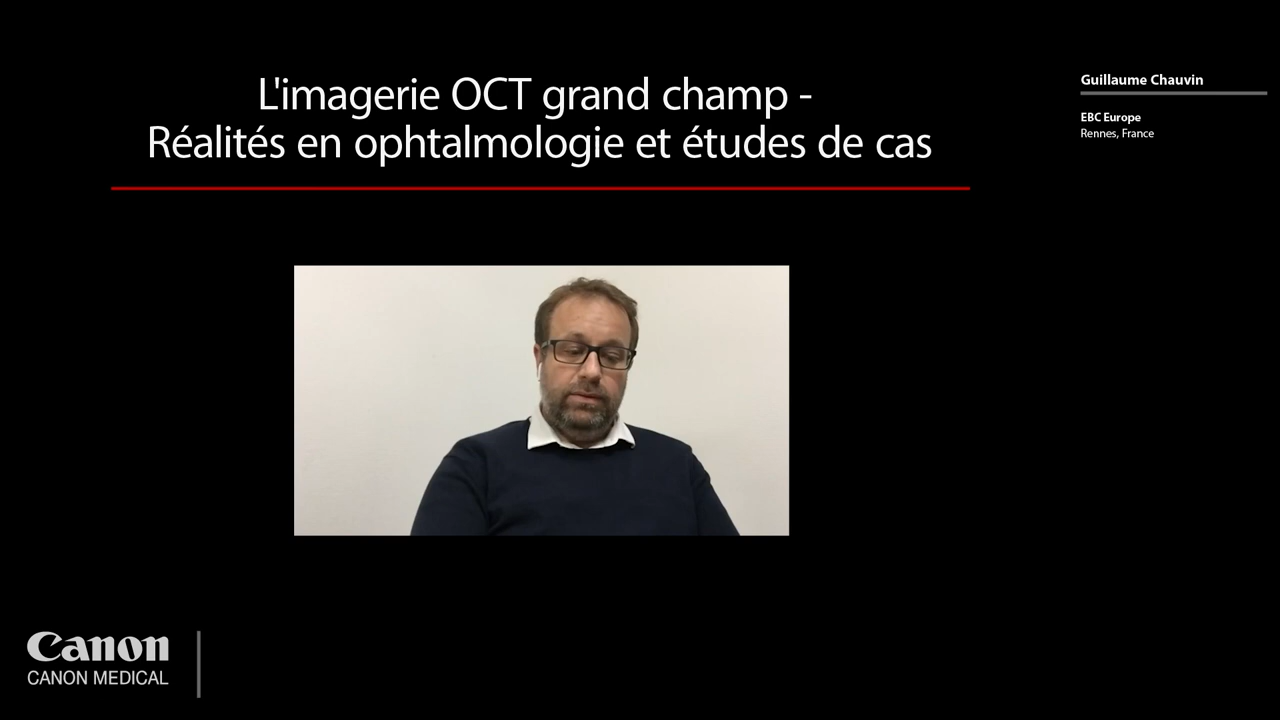 L'imagerie OCT grand champ -
Réalités en ophtalmologie et études de cas
Guillaume Chauvin
EBC Europe
Rennes, France
Canon
CANON MEDICAL